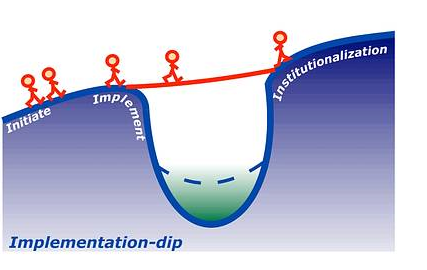 Initiate
Implement
Institutionalization
Implementation-dip